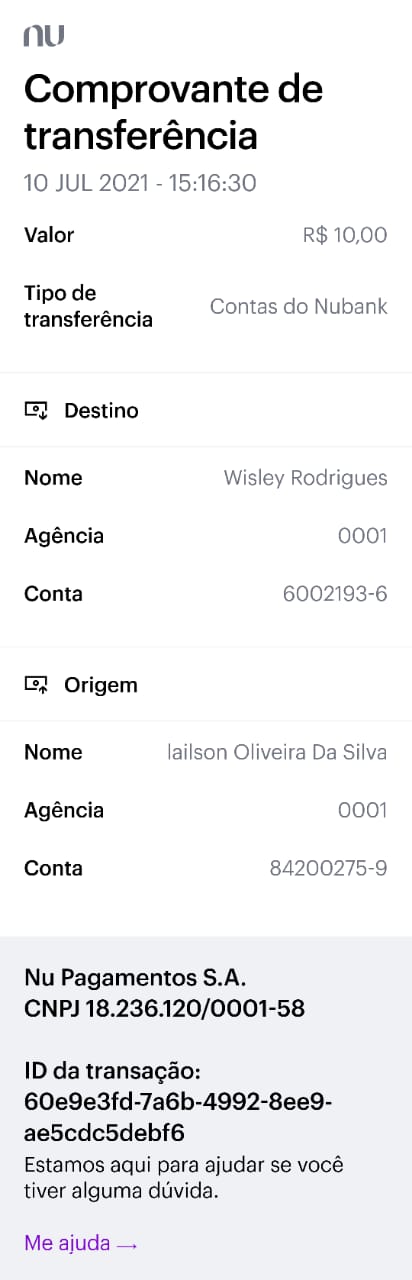 nu
Comprovante de
transferência
10 JUL 2021 - 15:16:30
Valor R$ 10,00
Tipo de
transferência Contas do Nubank
Destino
Nome Wisley Rodrigues
Agência 0001
Conta 6002193-6
Origem
Nome Iailson Oliveira Da Silva
Agência 0001
Conta 84200275-9
Nu Pagamentos S.A.
CNPJ 18.236.120/0001-58
ID da transação:
60e9e3fd-7a6b-4992-8ee9-
ae5cdc5debf6
Estamos aqui para ajudar se você
tiver alguma dúvida.
Me ajuda →